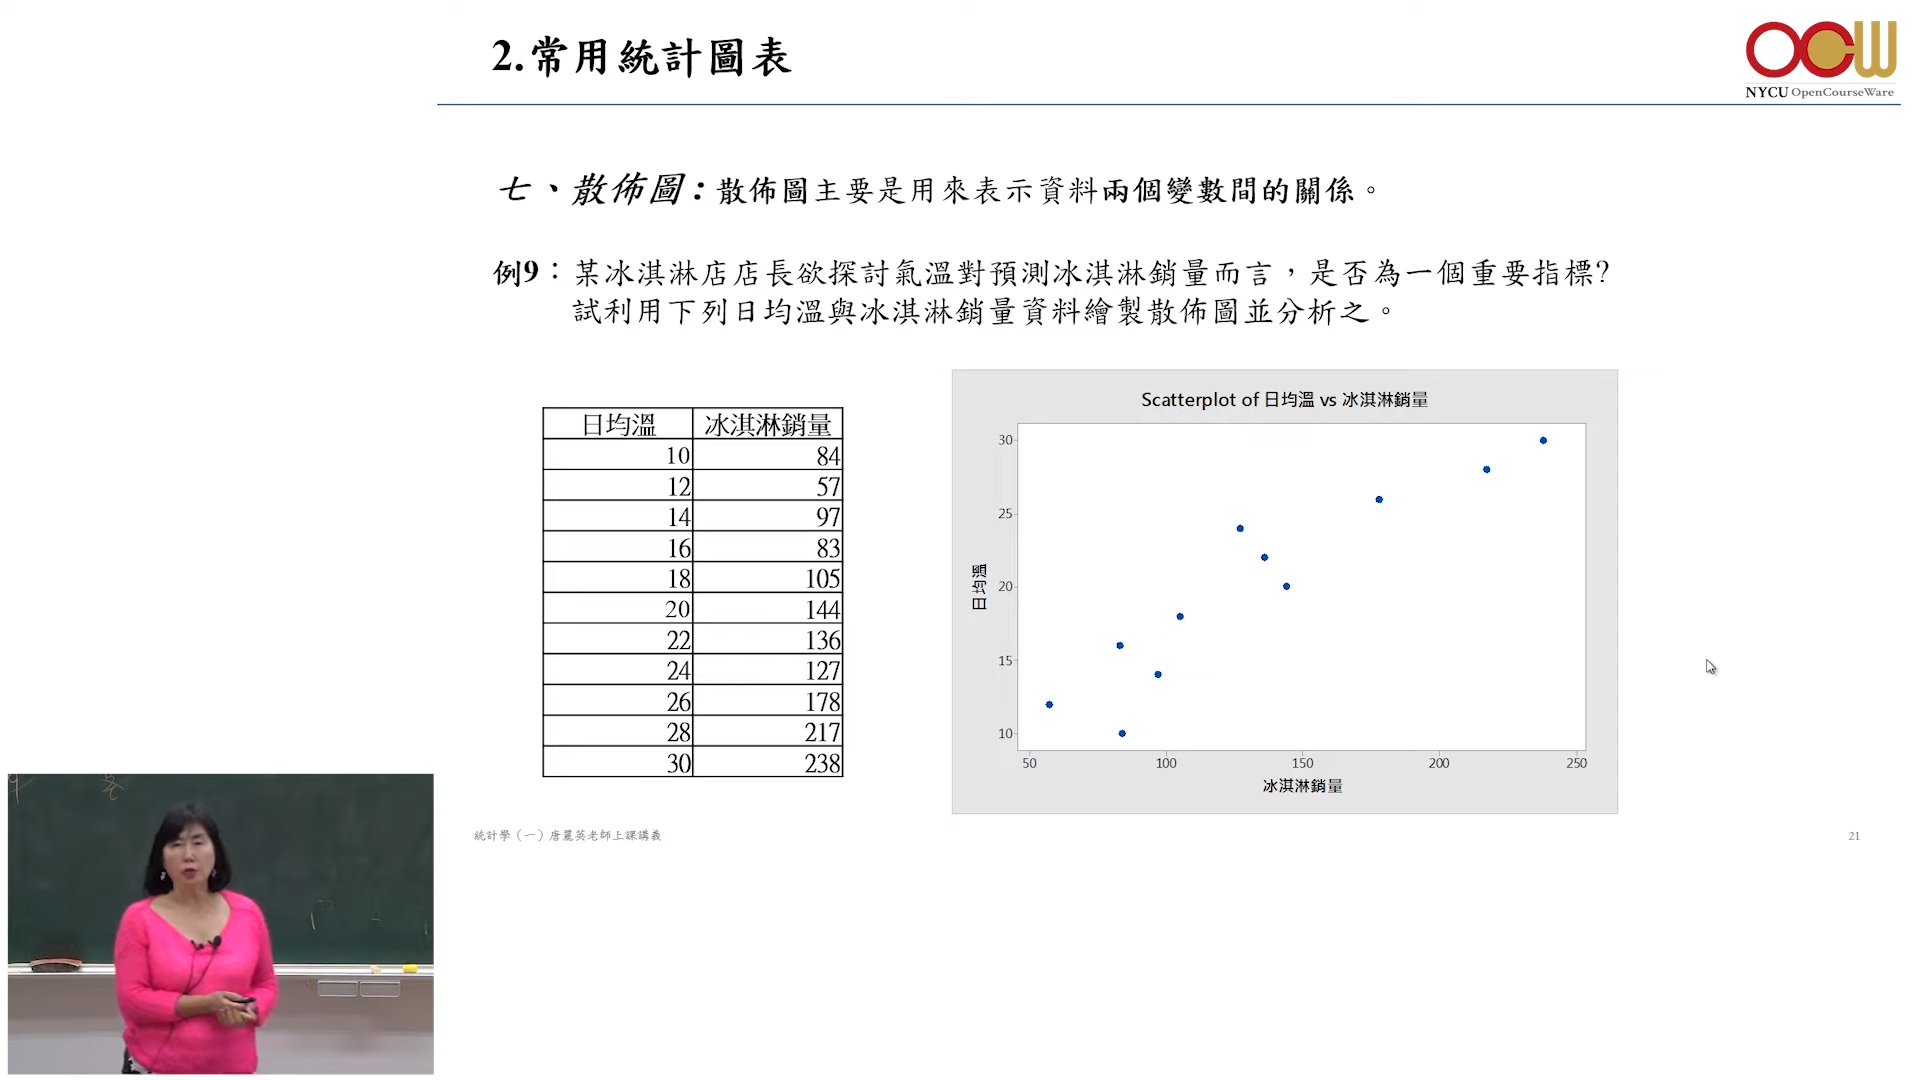 2.常用統計圖表
OCW
NYCU OpenCourseWare
七、散佈圖：散佈圖主要是用來表示資料兩個變數間的關係。
例9：某冰淇淋店店長欲探討氣溫對預測冰淇淋銷量而言，是否為一個重要指標?
試利用下列日均溫與冰淇淋銷量資料繪製散佈圖並分析之。
日均溫 冰淇淋銷量
10 84
12 57
14 97
16 83
18 105
20 144
22 136
24 127
26 178
28 217
30 238
Scatterplot of 日均溫 vs 冰淇淋銷量
日均溫
30
25
20
15
10
50 100 150 200 250
冰淇淋銷量
統計學（一）唐麗英老師上課講義
21